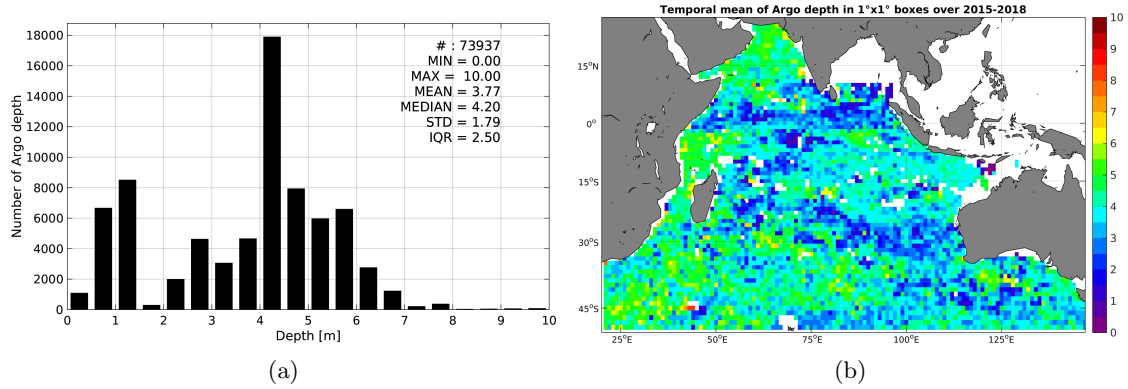 18000
16000
14000
12000
10000
8000
6000
4000
2000
0
Number of Argo depth
# : 73937
MIN = 0.00
MAX = 10.00
MEAN = 3.77
MEDIAN = 4.20
STD = 1.79
IQR = 2.50
0 1 2 3 4 5 6 7 8 9 10
Depth [m]
(a)
Temporal mean of Argo depth in 1°x1° boxes over 2015-2018
15°N
0°
15°S
30°S
45°S
25°E 50°E 75°E 100°E 125°E
10
9
8
7
6
5
4
3
2
1
0
(b)